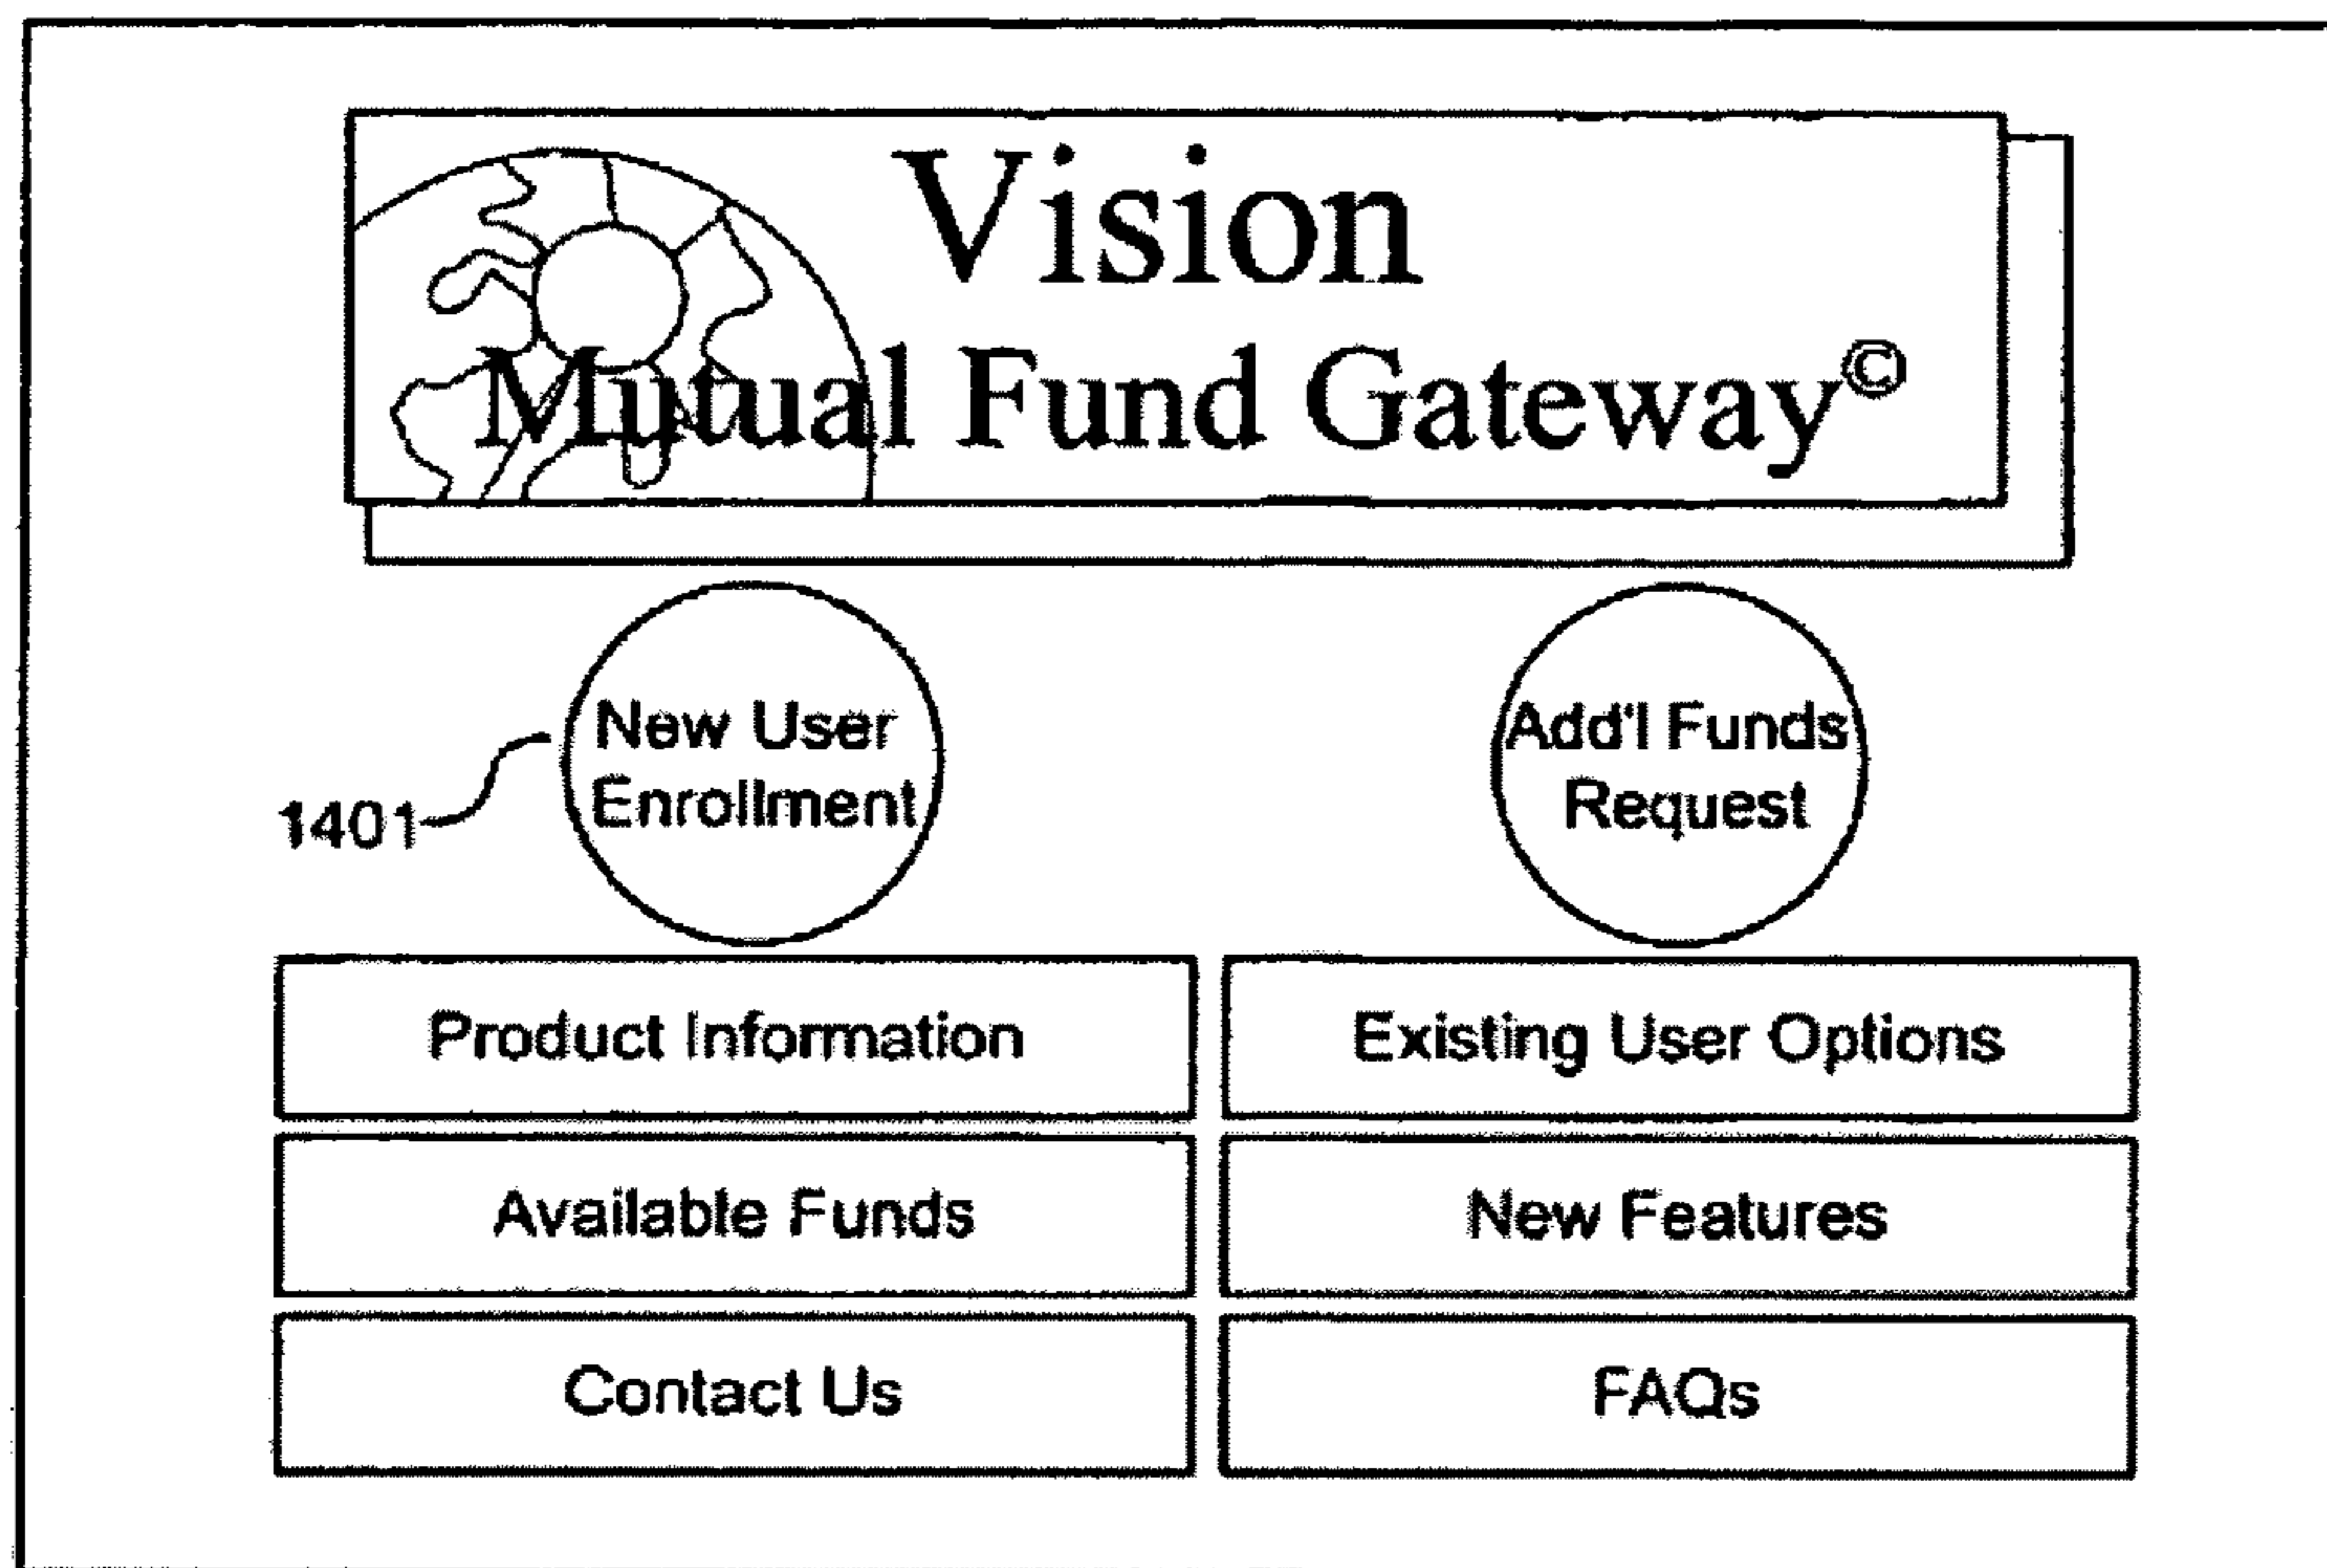 Vision
Mutual Fund Gateway©
New User
Enrollment
Add'l Funds
Request
1401
Product Information
Existing User Options
Available Funds
New Features
Contact Us
FAQs